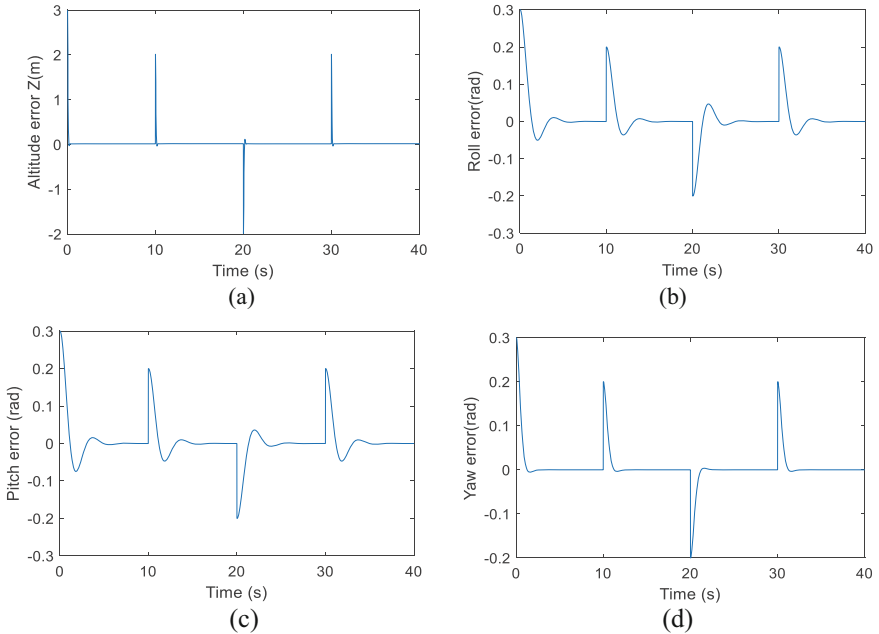 3
2
1
0
-1
-2
Altitude error Z(m)
0 10 20 30 40
Time (s)
(a)
0.3
0.2
0.1
0
-0.1
-0.2
-0.3
Roll error(rad)
0 10 20 30 40
Time (s)
(b)
0.3
0.2
0.1
0
-0.1
-0.2
-0.3
Pitch error (rad)
0 10 20 30 40
Time (s)
(c)
0.3
0.2
0.1
0
-0.1
-0.2
Yaw error(rad)
0 10 20 30 40
Time (s)
(d)